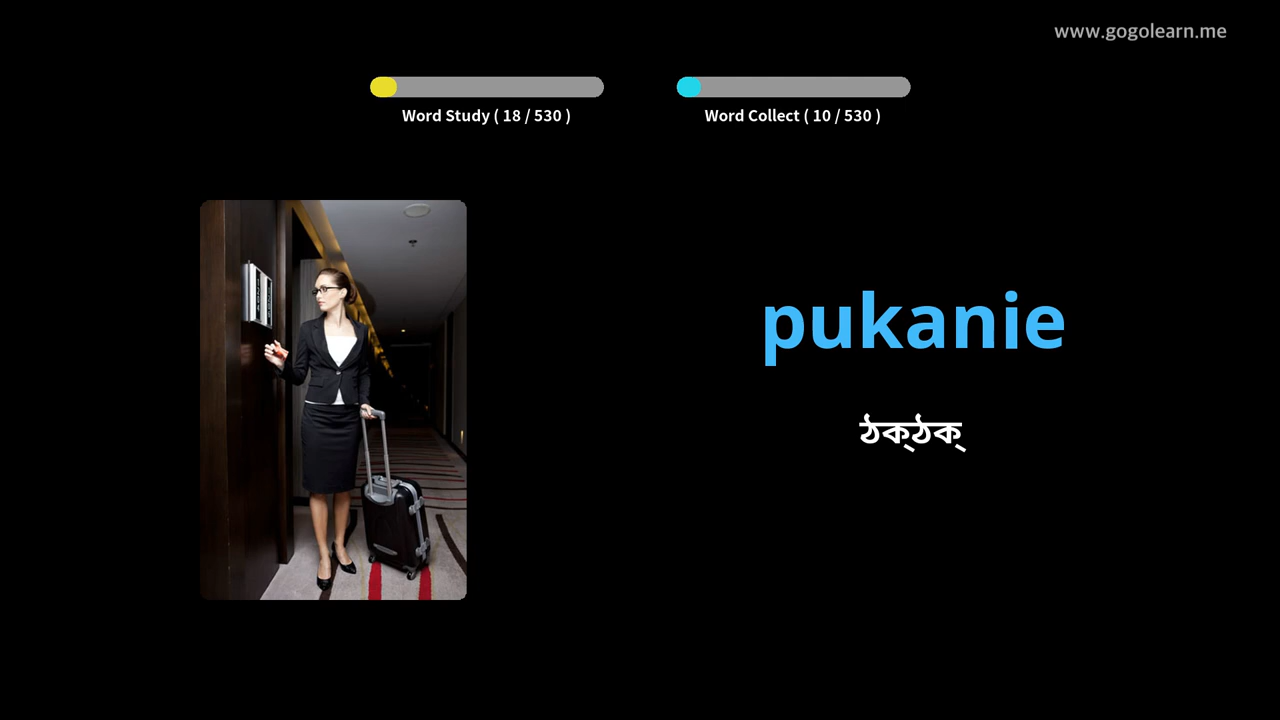 www.gogolearn.me
Word Study ( 18 / 530 )
Word Collect ( 10 / 530 )
pukanie
ঠক্ঠক্